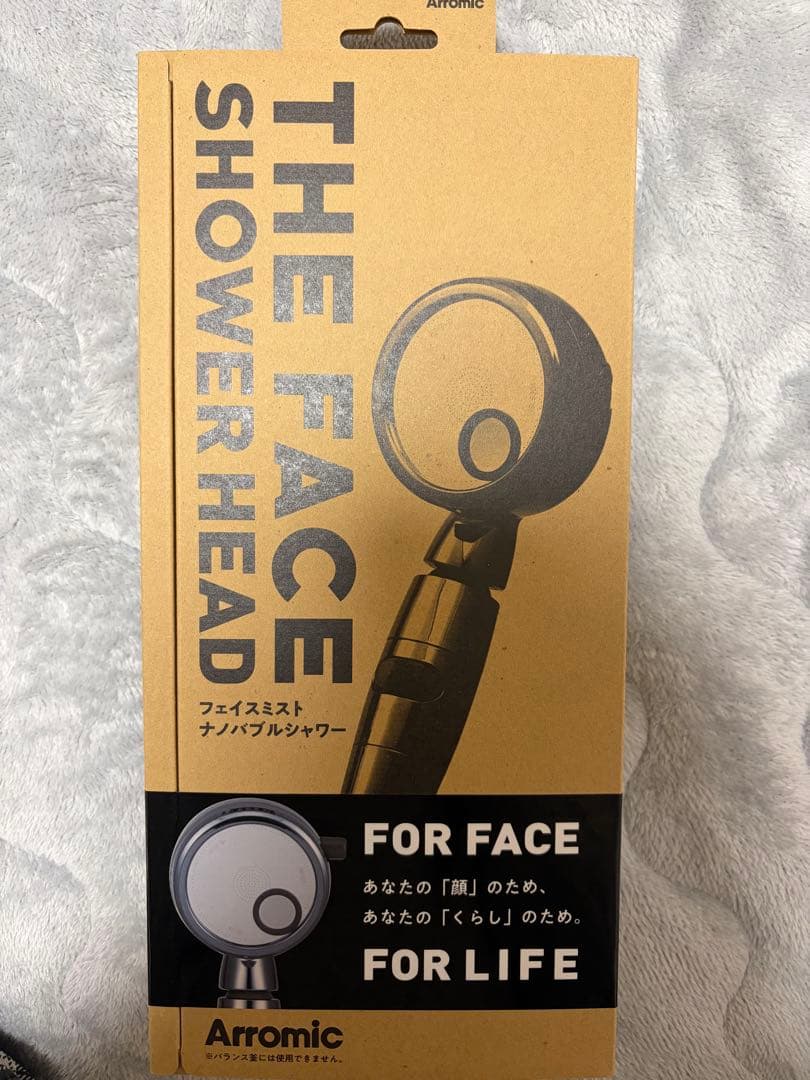 Arromic
THE FACE
SHOWER HEAD
フェイスミスト
ナノバブルシャワー
FOR FACE
あなたの「顔」のため、
あなたの「くらし」のため。
FOR LIFE
Arromic
※バランス釜には使用できません。